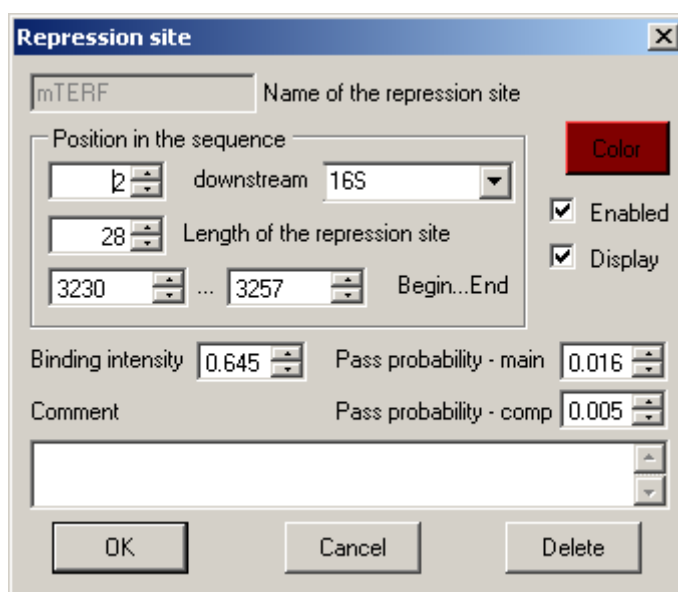 Repression site
mTERF Name of the repression site
Position in the sequence
Color
2 downstream 16S
Enabled
28 Length of the repression site
Display
3230 ... 3257 Begin...End
Binding intensity 0.645 Pass probability - main 0.016
Comment Pass probability - comp 0.005
OK Cancel Delete